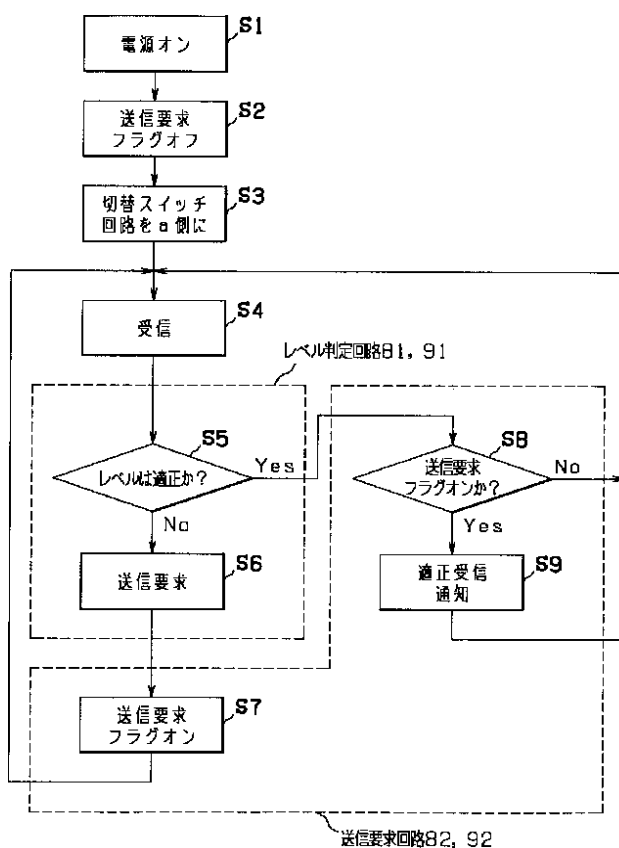 S1
電源オン
S2
送信要求
フラグオフ
S3
切替スイッチ
回路をa側に
S4
受信
レベル判定回路81, 91
S5
レベルは適正か?
Yes
No
S6
送信要求
S8
送信要求
フラグオンか?
No
Yes
S9
適正受信
通知
S7
送信要求
フラグオン
送信要求回路82, 92